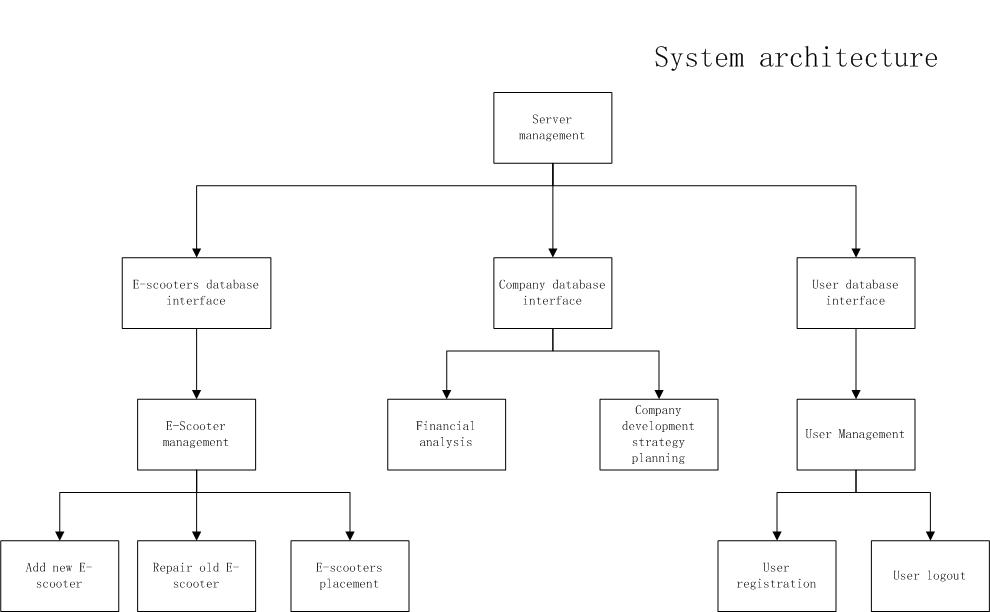 System architecture
Server
management
E-scooters database
interface
Company database
interface
User database
interface
E-Scooter
management
Financial
analysis
Company
development
strategy
planning
User Management
Add new E-
scooter
Repair old E-
scooter
E-scooters
placement
User
registration
User logout